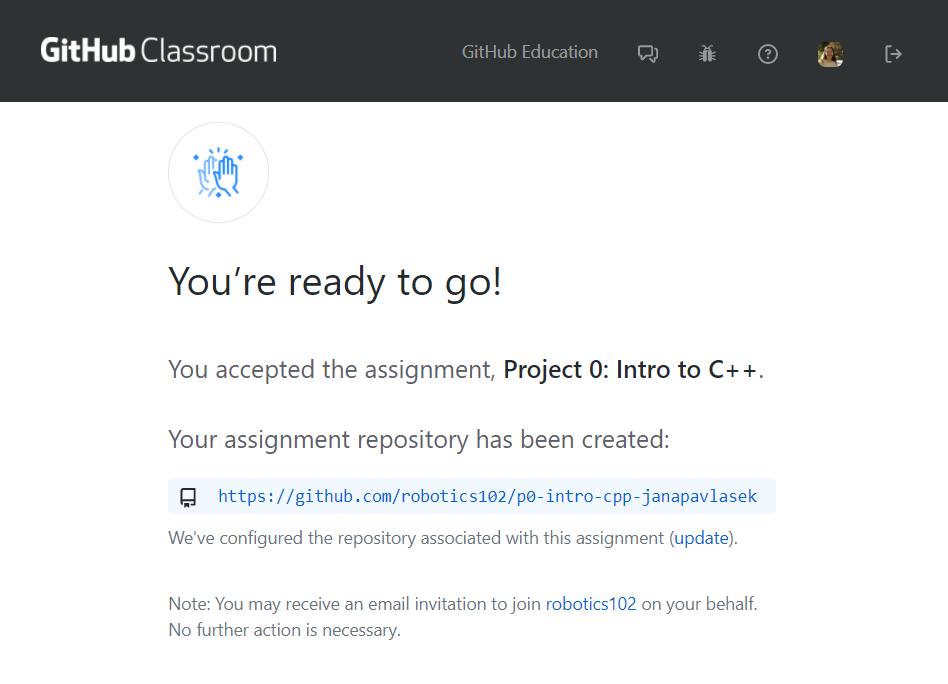 GitHub Classroom
GitHub Education
You’re ready to go!
You accepted the assignment, Project 0: Intro to C++.
Your assignment repository has been created:
https://github.com/robotics102/p0-intro-cpp-janapavlasek
We've configured the repository associated with this assignment (update).
Note: You may receive an email invitation to join robotics102 on your behalf.
No further action is necessary.